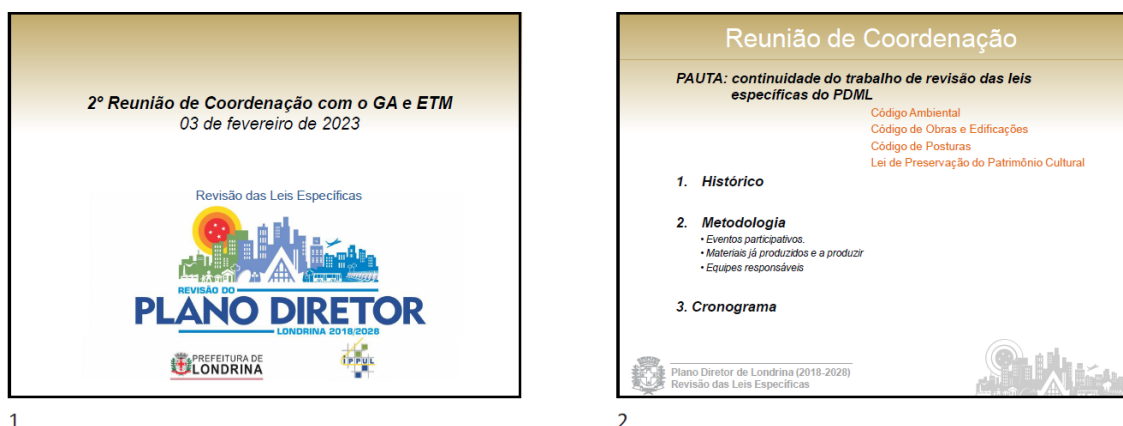 2º Reunião de Coordenação com o GA e ETM
03 de fevereiro de 2023
Revisão das Leis Específicas
REVISÃO DO
PLANO DIRETOR
LONDRINA 2018/2028
PREFEITURA DE
LONDRINA
IPPUL
1
Reunião de Coordenação
PAUTA: continuidade do trabalho de revisão das leis
específicas do PDML
Código Ambiental
Código de Obras e Edificações
Código de Posturas
Lei de Preservação do Patrimônio Cultural
1. Histórico
2. Metodologia
• Eventos participativos.
• Materiais já produzidos e a produzir
• Equipes responsáveis
3. Cronograma
Plano Diretor de Londrina (2018-2028)
Revisão das Leis Específicas
2